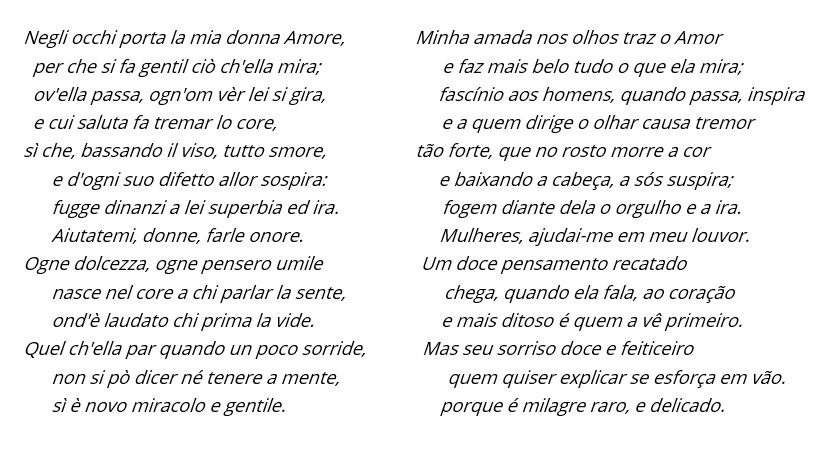 Negli occhi porta la mia donna Amore,
per che si fa gentil ciò ch'ella mira;
ov'ella passa, ogn'om vèr lei si gira,
e cui saluta fa tremar lo core,
sì che, bassando il viso, tutto smore,
e d'ogni suo difetto allor sospira:
fugge dinanzi a lei superbia ed ira.
Aiutatemi, donne, farle onore.
Ogne dolcezza, ogne pensero umile
nasce nel core a chi parlar la sente,
ond'è laudato chi prima la vide.
Quel ch'ella par quando un poco sorride,
non si pò dicer né tenere a mente,
sì è novo miracolo e gentile.
Minha amada nos olhos traz o Amor
e faz mais belo tudo o que ela mira;
fascínio aos homens, quando passa, inspira
e a quem dirige o olhar causa tremor
tão forte, que no rosto morre a cor
e baixando a cabeça, a sós suspira;
fogem diante dela o orgulho e a ira.
Mulheres, ajudai-me em meu louvor.
Um doce pensamento recatado
chega, quando ela fala, ao coração
e mais ditoso é quem a vê primeiro.
Mas seu sorriso doce e feiticeiro
quem quiser explicar se esforça em vão.
porque é milagre raro, e delicado.